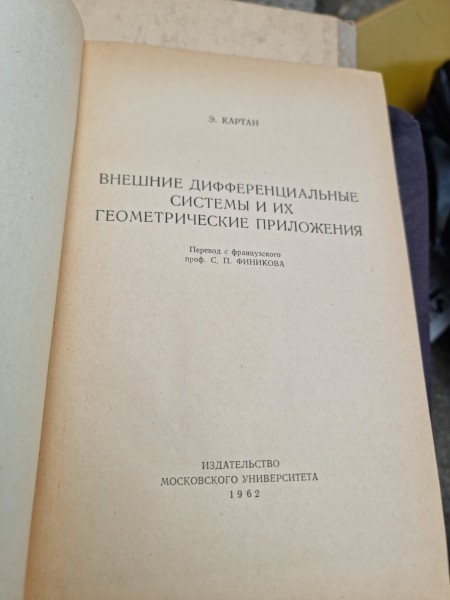 Э. КАРТАН
ВНЕШНИЕ ДИФФЕРЕНЦИАЛЬНЫЕ
СИСТЕМЫ И ИХ
ГЕОМЕТРИЧЕСКИЕ ПРИЛОЖЕНИЯ
Перевод с французского
проф. С. П. ФИНИКОВА
ИЗДАТЕЛЬСТВО
МОСКОВСКОГО УНИВЕРСИТЕТА
1962